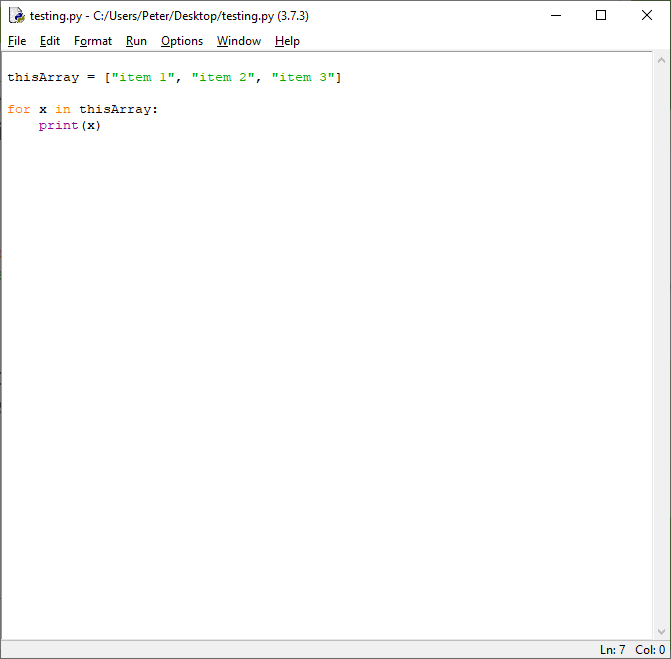 testing.py - C:/Users/Peter/Desktop/testing.py (3.7.3)
File Edit Format Run Options Window Help
thisArray = ["item 1", "item 2", "item 3"]
for x in thisArray:
    print(x)
Ln: 7 Col: 0